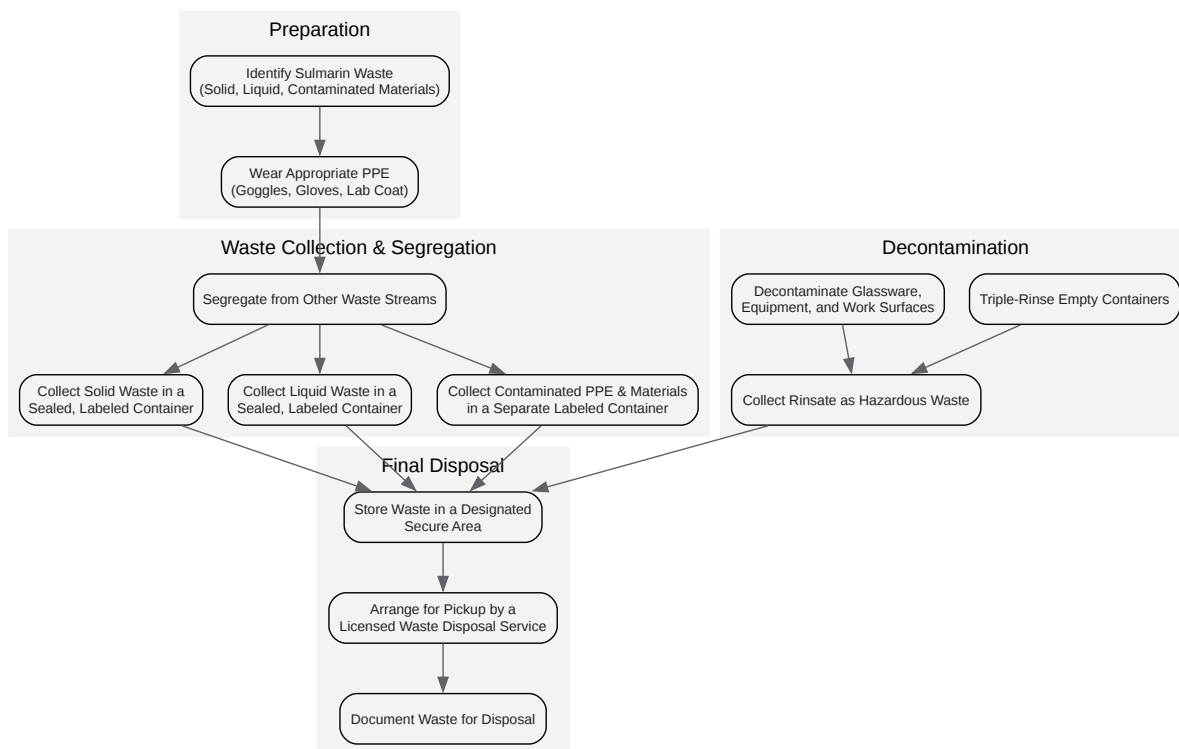 Preparation
Identify Sulmarin Waste
(Solid, Liquid, Contaminated Materials)
Wear Appropriate PPE
(Goggles, Gloves, Lab Coat)
Waste Collection & Segregation
Segregate from Other Waste Streams
Collect Solid Waste in a
Sealed, Labeled Container
Collect Liquid Waste in a
Sealed, Labeled Container
Collect Contaminated PPE & Materials
in a Separate Labeled Container
Decontamination
Decontaminate Glassware,
Equipment, and Work Surfaces
Triple-Rinse Empty Containers
Collect Rinsate as Hazardous Waste
Final Disposal
Store Waste in a Designated
Secure Area
Arrange for Pickup by a
Licensed Waste Disposal Service
Document Waste for Disposal